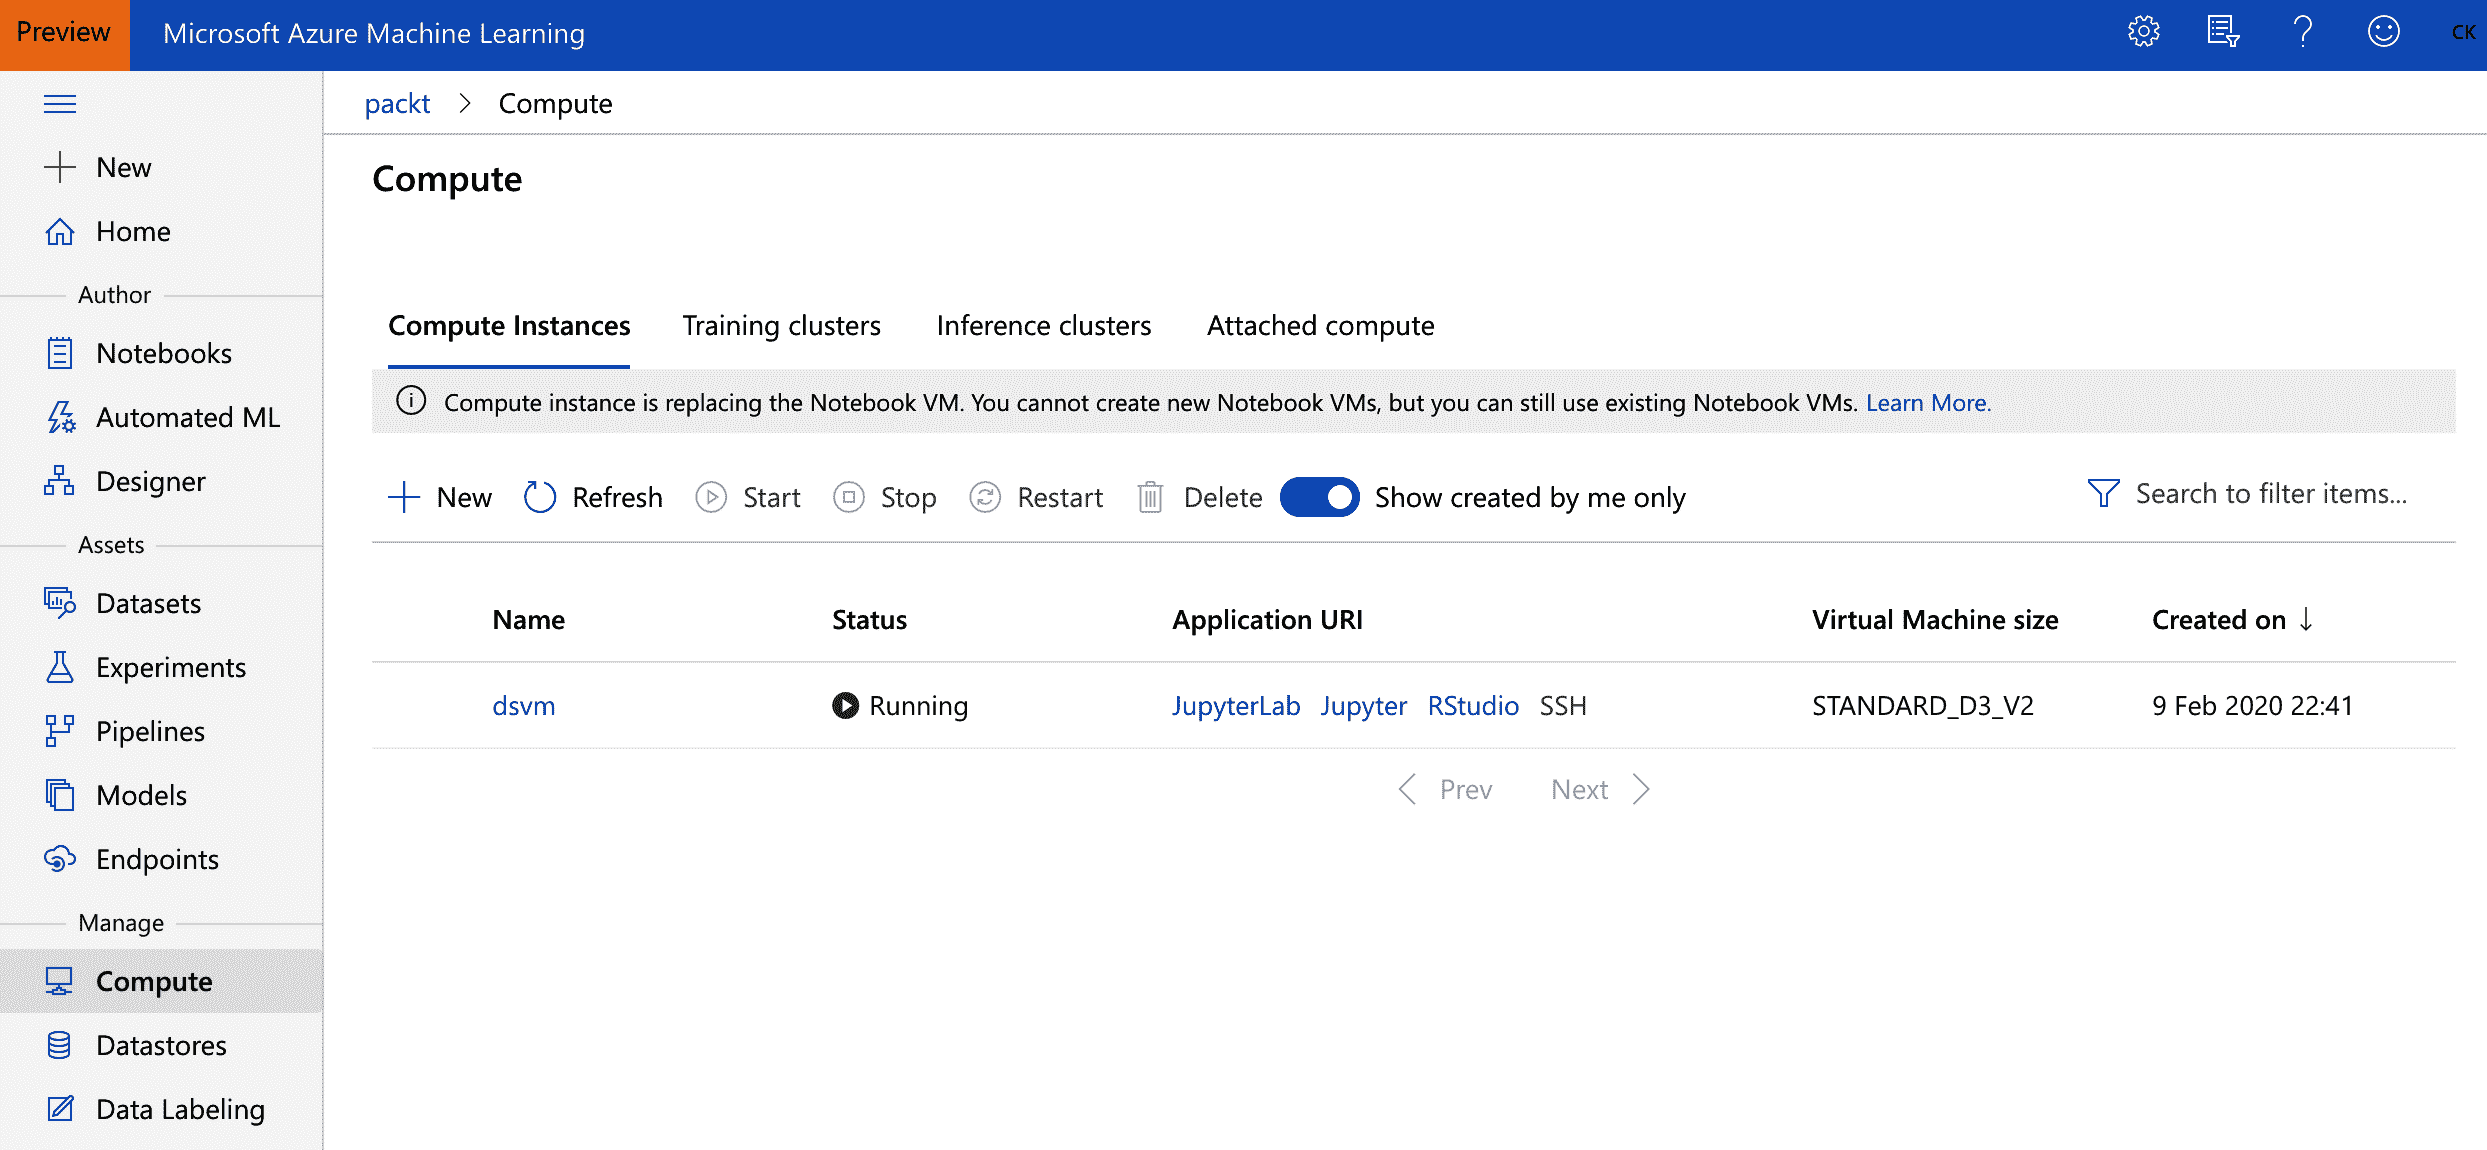 Preview
Microsoft Azure Machine Learning
CK
packt > Compute
New
Home
Author
Notebooks
Automated ML
Designer
Assets
Datasets
Experiments
Pipelines
Models
Endpoints
Manage
Compute
Datastores
Data Labeling
Compute
Compute Instances Training clusters Inference clusters Attached compute
Compute instance is replacing the Notebook VM. You cannot create new Notebook VMs, but you can still use existing Notebook VMs. Learn More.
New Refresh Start Stop Restart Delete Show created by me only Search to filter items...
Name Status Application URI Virtual Machine size Created on ↓
dsvm Running JupyterLab Jupyter RStudio SSH STANDARD_D3_V2 9 Feb 2020 22:41
< Prev Next >